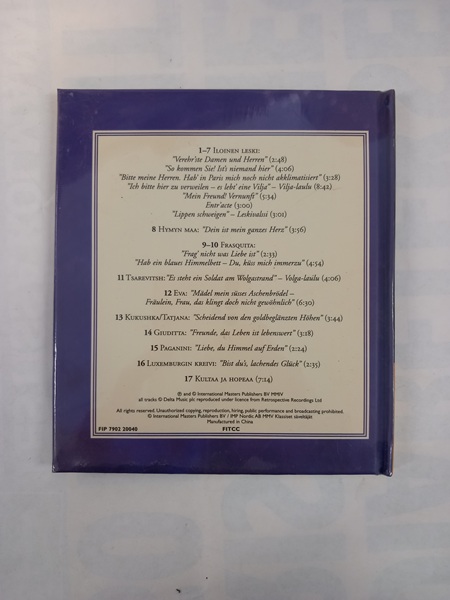 1–7 ILOINEN LESKI:
"Verehr'ste Damen und Herren" (2:48)
"So kommen Sie! Ist's niemand hier" (4:06)
"Bitte meine Herren. Hab' in Paris mich noch nicht akklimatisiert" (3:28)
"Ich bitte hier zu verweilen – es lebt' eine Vilja" – Vilja-laulu (8:42)
"Mein Freund! Vernunft" (5:34)
Entr'acte (3:00)
"Lippen schweigen" – Leskivalssi (3:01)
8 HYMYN MAA: "Dein ist mein ganzes Herz" (3:56)
9–10 FRASQUITA:
"Frag' nicht was Liebe ist" (2:35)
"Hab ein blaues Himmelbett – Du, küss mich immerzu" (4:54)
11 TSAREVITSH: "Es steht ein Soldat am Wolgastrand" – Volga-laulu (4:06)
12 EVA: "Mädel mein süsses Aschenbrödel –
Fräulein, Frau, das klingt doch nicht gewöhnlich" (6:30)
13 KUKUSHKA/TATJANA: "Scheidend von den goldbeglänzten Höhen" (3:44)
14 GIUDITTA: "Freunde, das Leben ist lebenswert" (3:28)
15 PAGANINI: "Liebe, du Himmel auf Erden" (2:24)
16 LUXEMBURGIN KREIVI: "Bist du's, lachendes Glück" (2:35)
17 KULTAA JA HOPEAA (7:24)
℗ and © International Masters Publishers BV MMIV
all tracks © Delta Music plc reproduced under licence from Retrospective Recordings Ltd
All rights reserved. Unauthorized copying, reproduction, hiring, public performance and broadcasting prohibited.
© International Masters Publishers BV / IMP Nordic AB MMV Klassiset säveltäjät
Manufactured in China
FIP 7902 20040
FITCC